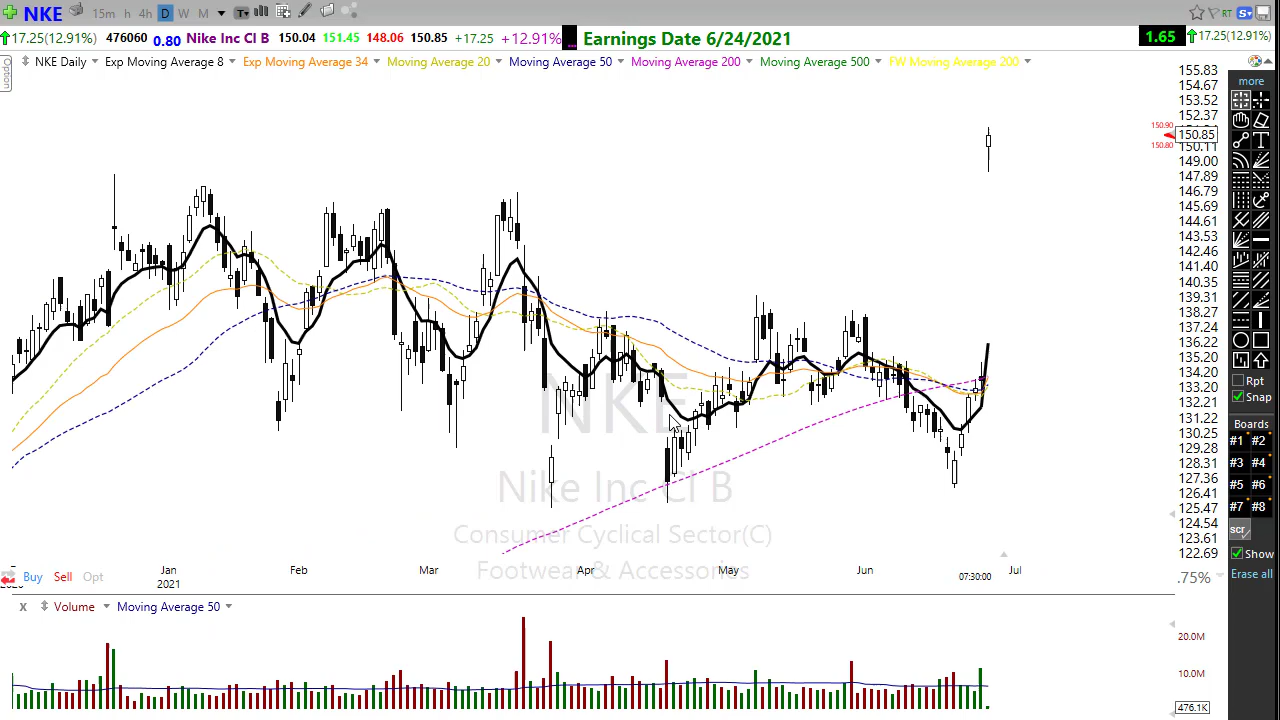 NKE 15m h 4h D W M T RT S
17.25(12.91%) 476060 0.80 Nike Inc Cl B 150.04 151.45 148.06 150.85 +17.25 +12.91% Earnings Date 6/24/2021 1.65 17.25(12.91%)
Option
NKE Daily Exp Moving Average 8 Exp Moving Average 34 Moving Average 20 Moving Average 50 Moving Average 200 Moving Average 500 FW Moving Average 200
155.83
154.67
153.52
152.37
150.90
150.85
150.80
150.11
149.00
147.89
146.79
145.69
144.61
143.53
142.46
141.40
140.35
139.31
138.27
137.24
136.22
135.20
134.20
133.20
132.21
131.22
130.25
129.28
128.31
127.36
126.41
125.47
124.54
123.61
122.69
more
T
Rpt
Snap
Boards
#1 #2
#3 #4
#5 #6
#7 #8
scr
Show
Erase all
NKE
Nike Inc Cl B
Consumer Cyclical Sector(C)
Footwear & Accessories
Jan Feb Mar Apr May Jun Jul
2021
07:30:00
Buy Sell Opt
.75%
X Volume Moving Average 50
20.0M
10.0M
476.1K